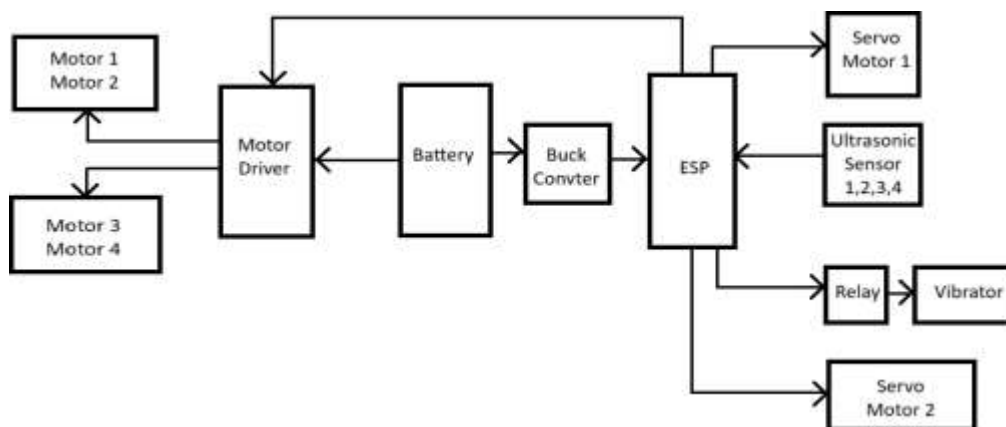 Motor 1
Motor 2
Motor 3
Motor 4
Motor
Driver
Battery
Buck
Convter
ESP
Servo
Motor 1
Ultrasonic
Sensor
1,2,3,4
Relay
Vibrator
Servo
Motor 2